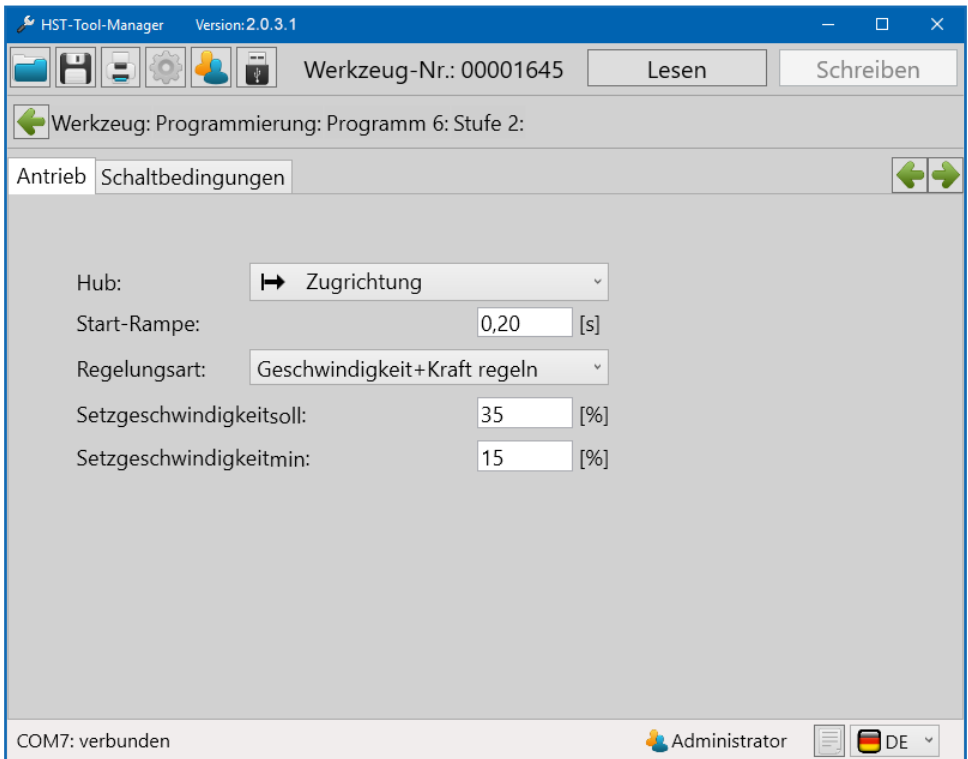 HST-Tool-Manager Version: 2.0.3.1
Werkzeug-Nr.: 00001645 Lesen Schreiben
Werkzeug: Programmierung: Programm 6: Stufe 2:
Antrieb Schaltbedingungen
Hub: Zugrichtung
Start-Rampe: 0,20 [s]
Regelungsart: Geschwindigkeit+Kraft regeln
Setzgeschwindigkeitsoll: 35 [%]
Setzgeschwindigkeitmin: 15 [%]
COM7: verbunden Administrator DE